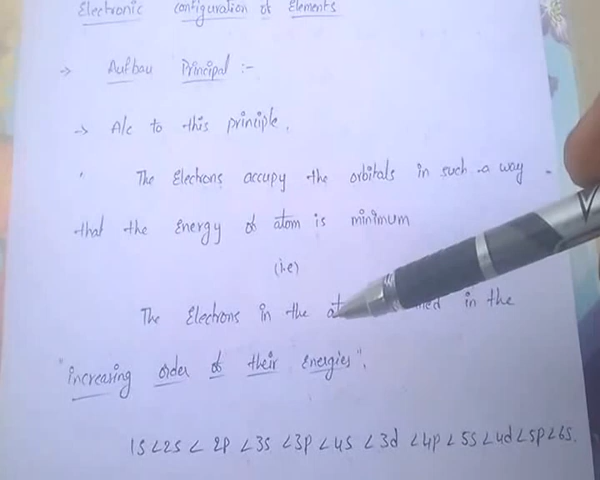 Electronic Configuration of Elements
→ Aufbau Principal :-
→ A/c to this principle,
The Electrons occupy the orbitals in such a way
that the Energy of atom is minimum
(i.e)
The Electrons in the in the
"increasing order of their Energies".
1S<2S< 2p <3s <3p <4s <3d <4p <5s<4d<5p<6s.